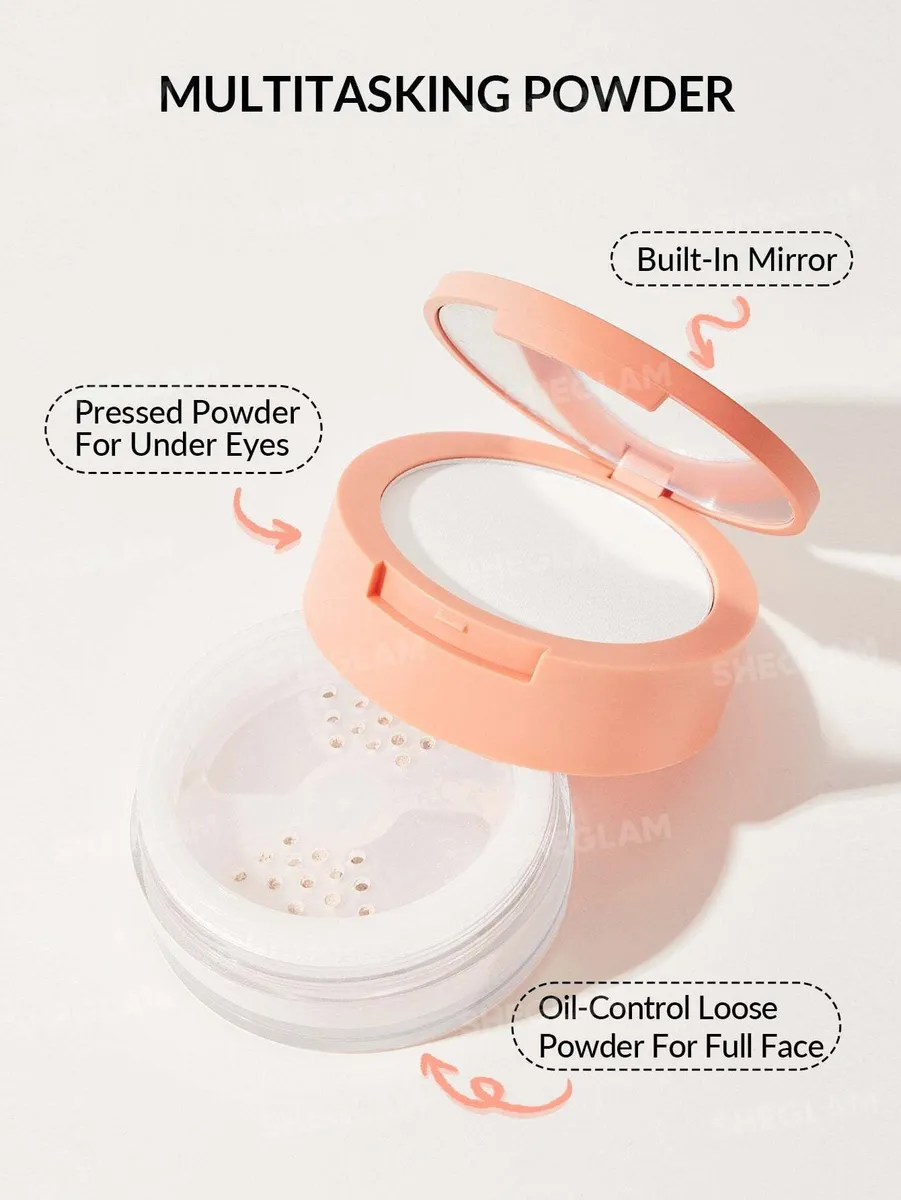 MULTITASKING POWDER
Built-In Mirror
Pressed Powder
For Under Eyes
SHEGLAM
SHEGLAM
SHEGLAM
SHEGLAM
Oil-Control Loose
Powder For Full Face
SHEGLAM